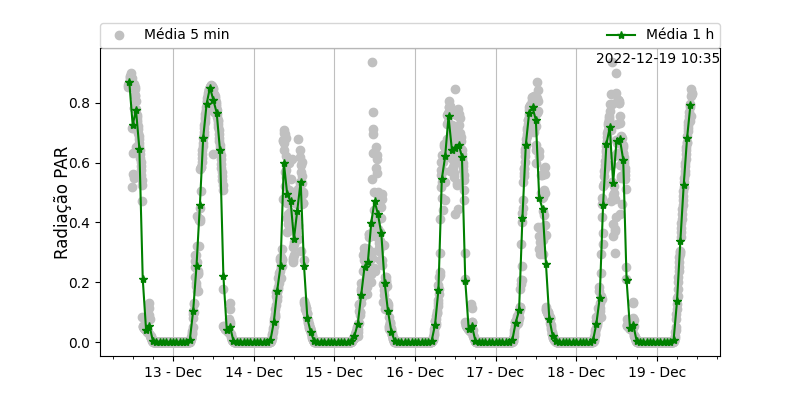 Média 5 min
Média 1 h
2022-12-19 10:35
Radiação PAR
0.8
0.6
0.4
0.2
0.0
13 - Dec
14 - Dec
15 - Dec
16 - Dec
17 - Dec
18 - Dec
19 - Dec